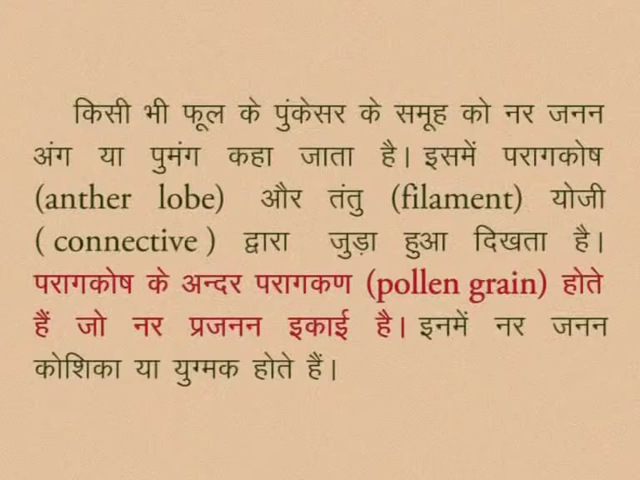 किसी भी फूल के पुंकेसर के समूह को नर जनन
अंग या पुमंग कहा जाता है। इसमें परागकोष
(anther lobe) और तंतु (filament) योजी
( connective ) द्वारा जुड़ा हुआ दिखता है।
परागकोष के अन्दर परागकण (pollen grain) होते
हैं जो नर प्रजनन इकाई है। इनमें नर जनन
कोशिका या युग्मक होते हैं।